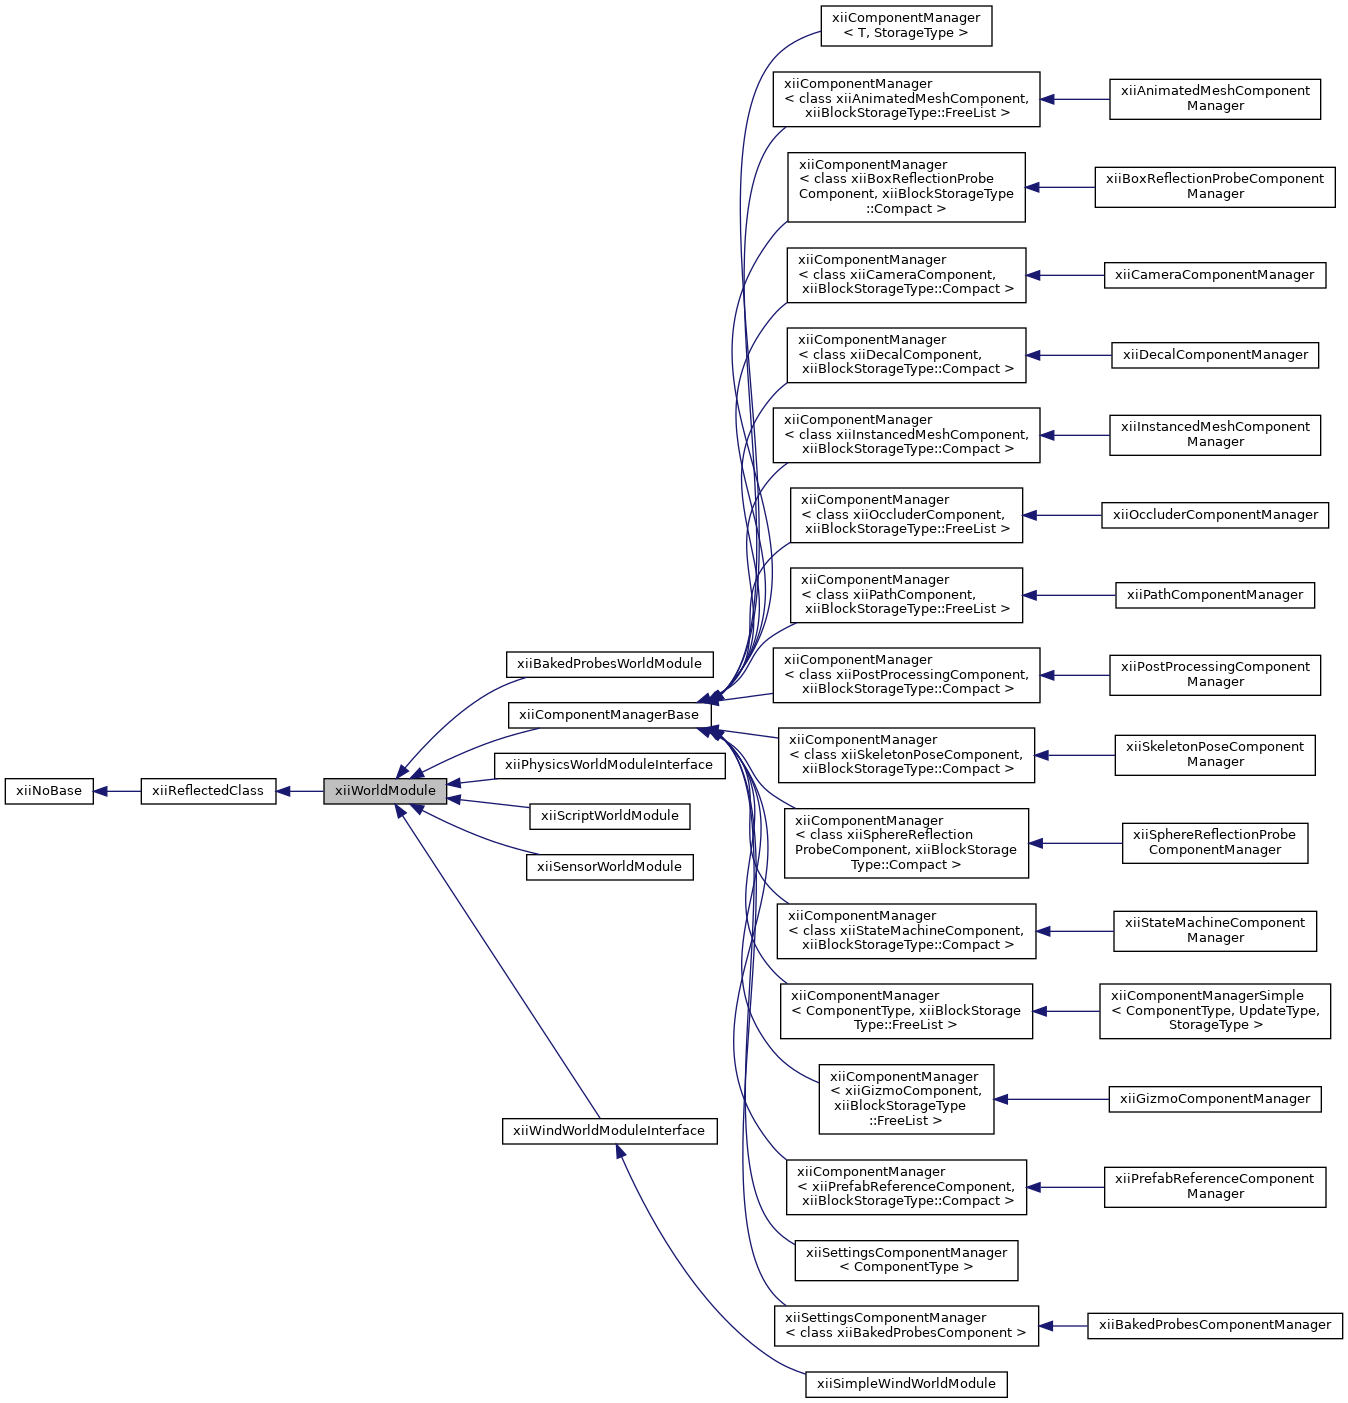 xiiComponentManager
< T, StorageType >
xiiComponentManager
< class xiiAnimatedMeshComponent,
xiiBlockStorageType::FreeList >
xiiAnimatedMeshComponent
Manager
xiiComponentManager
< class xiiBoxReflectionProbe
Component, xiiBlockStorageType
::Compact >
xiiBoxReflectionProbeComponent
Manager
xiiComponentManager
< class xiiCameraComponent,
xiiBlockStorageType::Compact >
xiiCameraComponentManager
xiiComponentManager
< class xiiDecalComponent,
xiiBlockStorageType::Compact >
xiiDecalComponentManager
xiiComponentManager
< class xiiInstancedMeshComponent,
xiiBlockStorageType::Compact >
xiiInstancedMeshComponent
Manager
xiiComponentManager
< class xiiOccluderComponent,
xiiBlockStorageType::FreeList >
xiiOccluderComponentManager
xiiComponentManager
< class xiiPathComponent,
xiiBlockStorageType::FreeList >
xiiPathComponentManager
xiiBakedProbesWorldModule
xiiComponentManager
< class xiiPostProcessingComponent,
xiiBlockStorageType::Compact >
xiiPostProcessingComponent
Manager
xiiComponentManagerBase
xiiComponentManager
< class xiiSkeletonPoseComponent,
xiiBlockStorageType::Compact >
xiiSkeletonPoseComponent
Manager
xiiPhysicsWorldModuleInterface
xiiNoBase
xiiReflectedClass
xiiWorldModule
xiiScriptWorldModule
xiiComponentManager
< class xiiSphereReflection
ProbeComponent, xiiBlockStorage
Type::Compact >
xiiSphereReflectionProbe
ComponentManager
xiiSensorWorldModule
xiiComponentManager
< class xiiStateMachineComponent,
xiiBlockStorageType::Compact >
xiiStateMachineComponent
Manager
xiiComponentManager
< ComponentType, xiiBlockStorage
Type::FreeList >
xiiComponentManagerSimple
< ComponentType, UpdateType,
StorageType >
xiiComponentManager
< xiiGizmoComponent,
xiiBlockStorageType
::FreeList >
xiiGizmoComponentManager
xiiWindWorldModuleInterface
xiiComponentManager
< xiiPrefabReferenceComponent,
xiiBlockStorageType::Compact >
xiiPrefabReferenceComponent
Manager
xiiSettingsComponentManager
< ComponentType >
xiiSettingsComponentManager
< class xiiBakedProbesComponent >
xiiBakedProbesComponentManager
xiiSimpleWindWorldModule